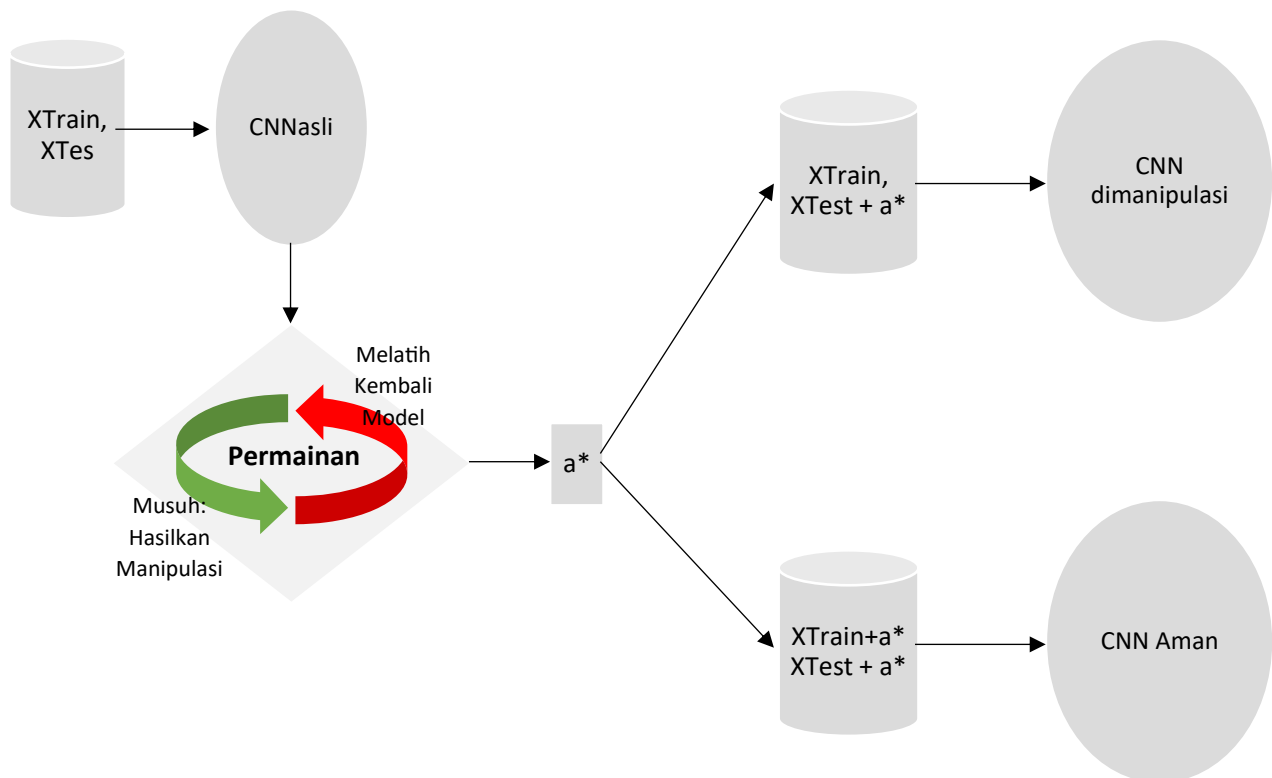 XTrain,
XTes
CNNasli
Melatih
Kembali
Model
Permainan
Musuh:
Hasilkan
Manipulasi
a*
XTrain,
XTest + a*
CNN
dimanipulasi
XTrain+a*
XTest + a*
CNN Aman